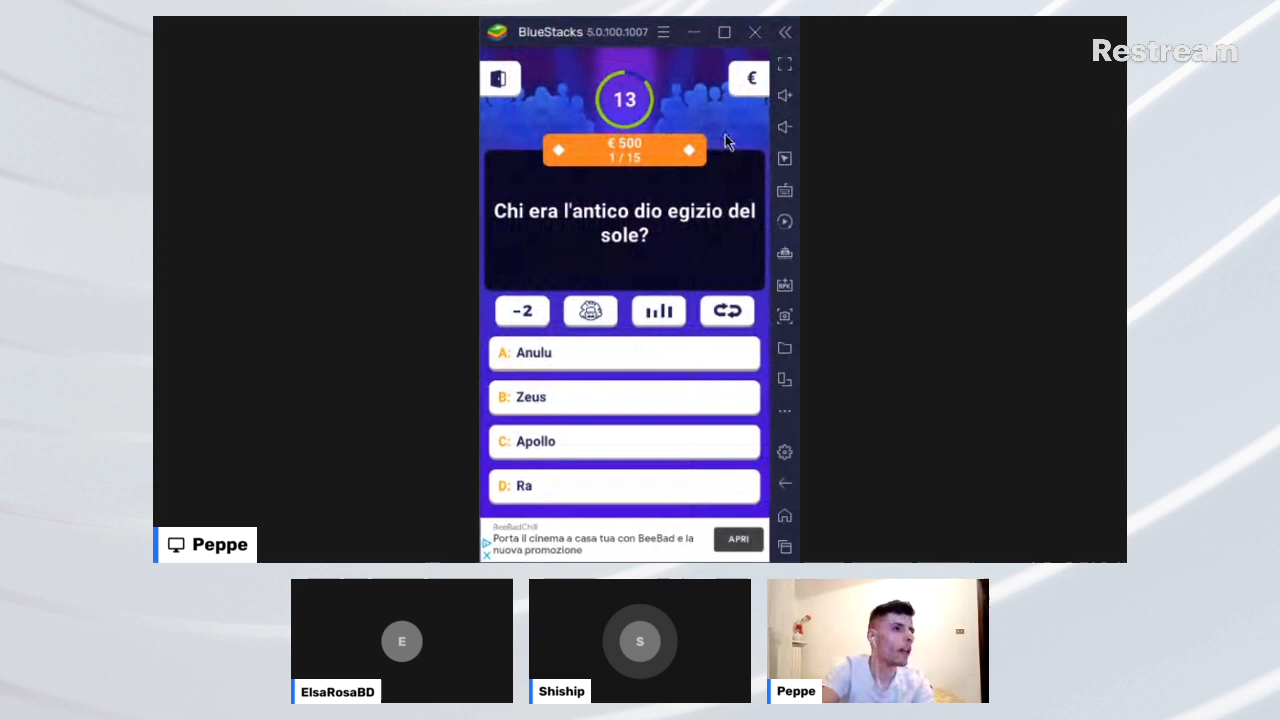 BlueStacks 5.0.100.1007
Restream
€
13
€ 500
1 / 15
Chi era l'antico dio egizio del
sole?
-2
A: Anulu
B: Zeus
C: Apollo
D: Ra
BeeBadChill
Porta il cinema a casa tua con BeeBad e la
nuova promozione
APRI
Peppe
E
S
ElsaRosaBD
Shiship
Peppe